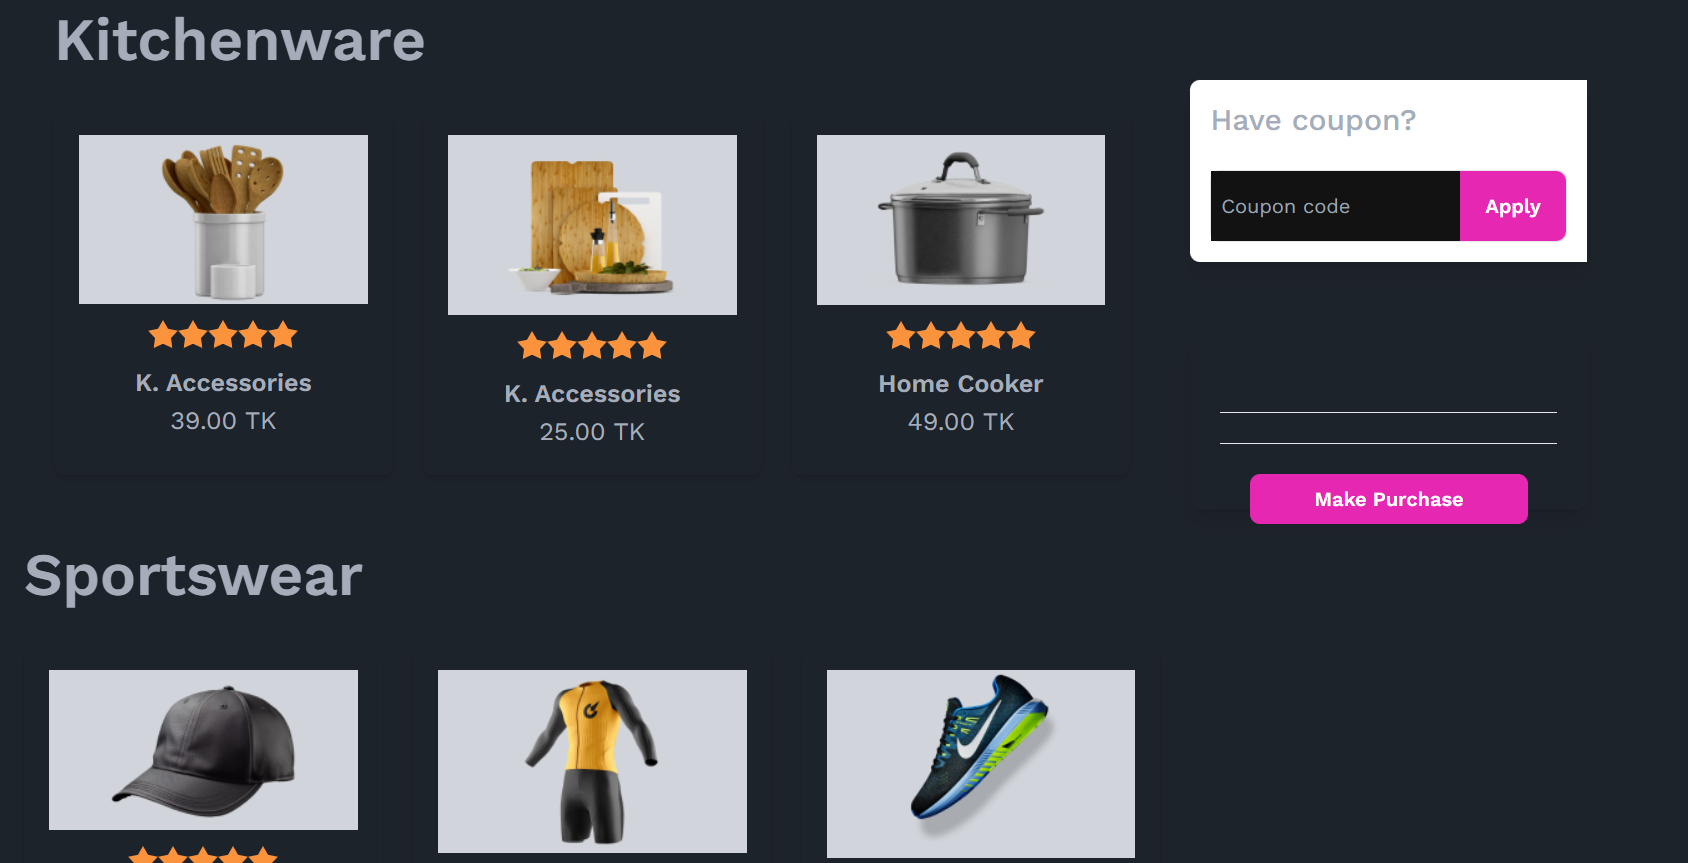 Kitchenware
K. Accessories
39.00 TK
K. Accessories
25.00 TK
Home Cooker
49.00 TK
Have coupon?
Coupon code
Apply
Make Purchase
Sportswear